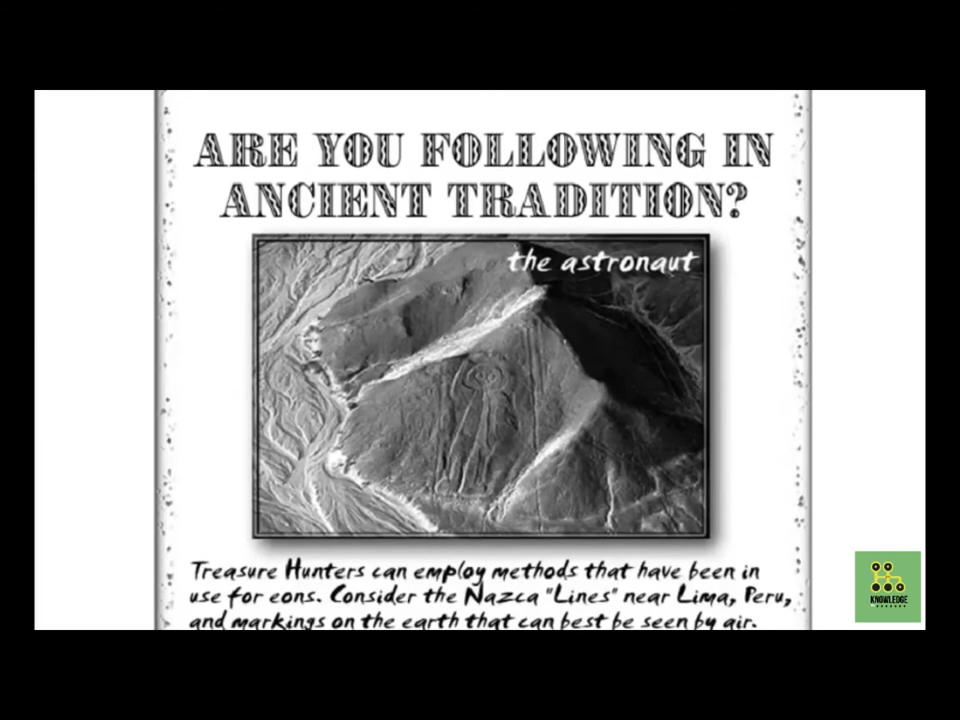 ARE YOU FOLLOWING IN
ANCIENT TRADITION?
the astronaut
Treasure Hunters can employ methods that have been in
use for eons. Consider the Nazca "Lines" near Lima, Peru,
and markings on the earth that can best be seen by air.
KNOWLEDGE